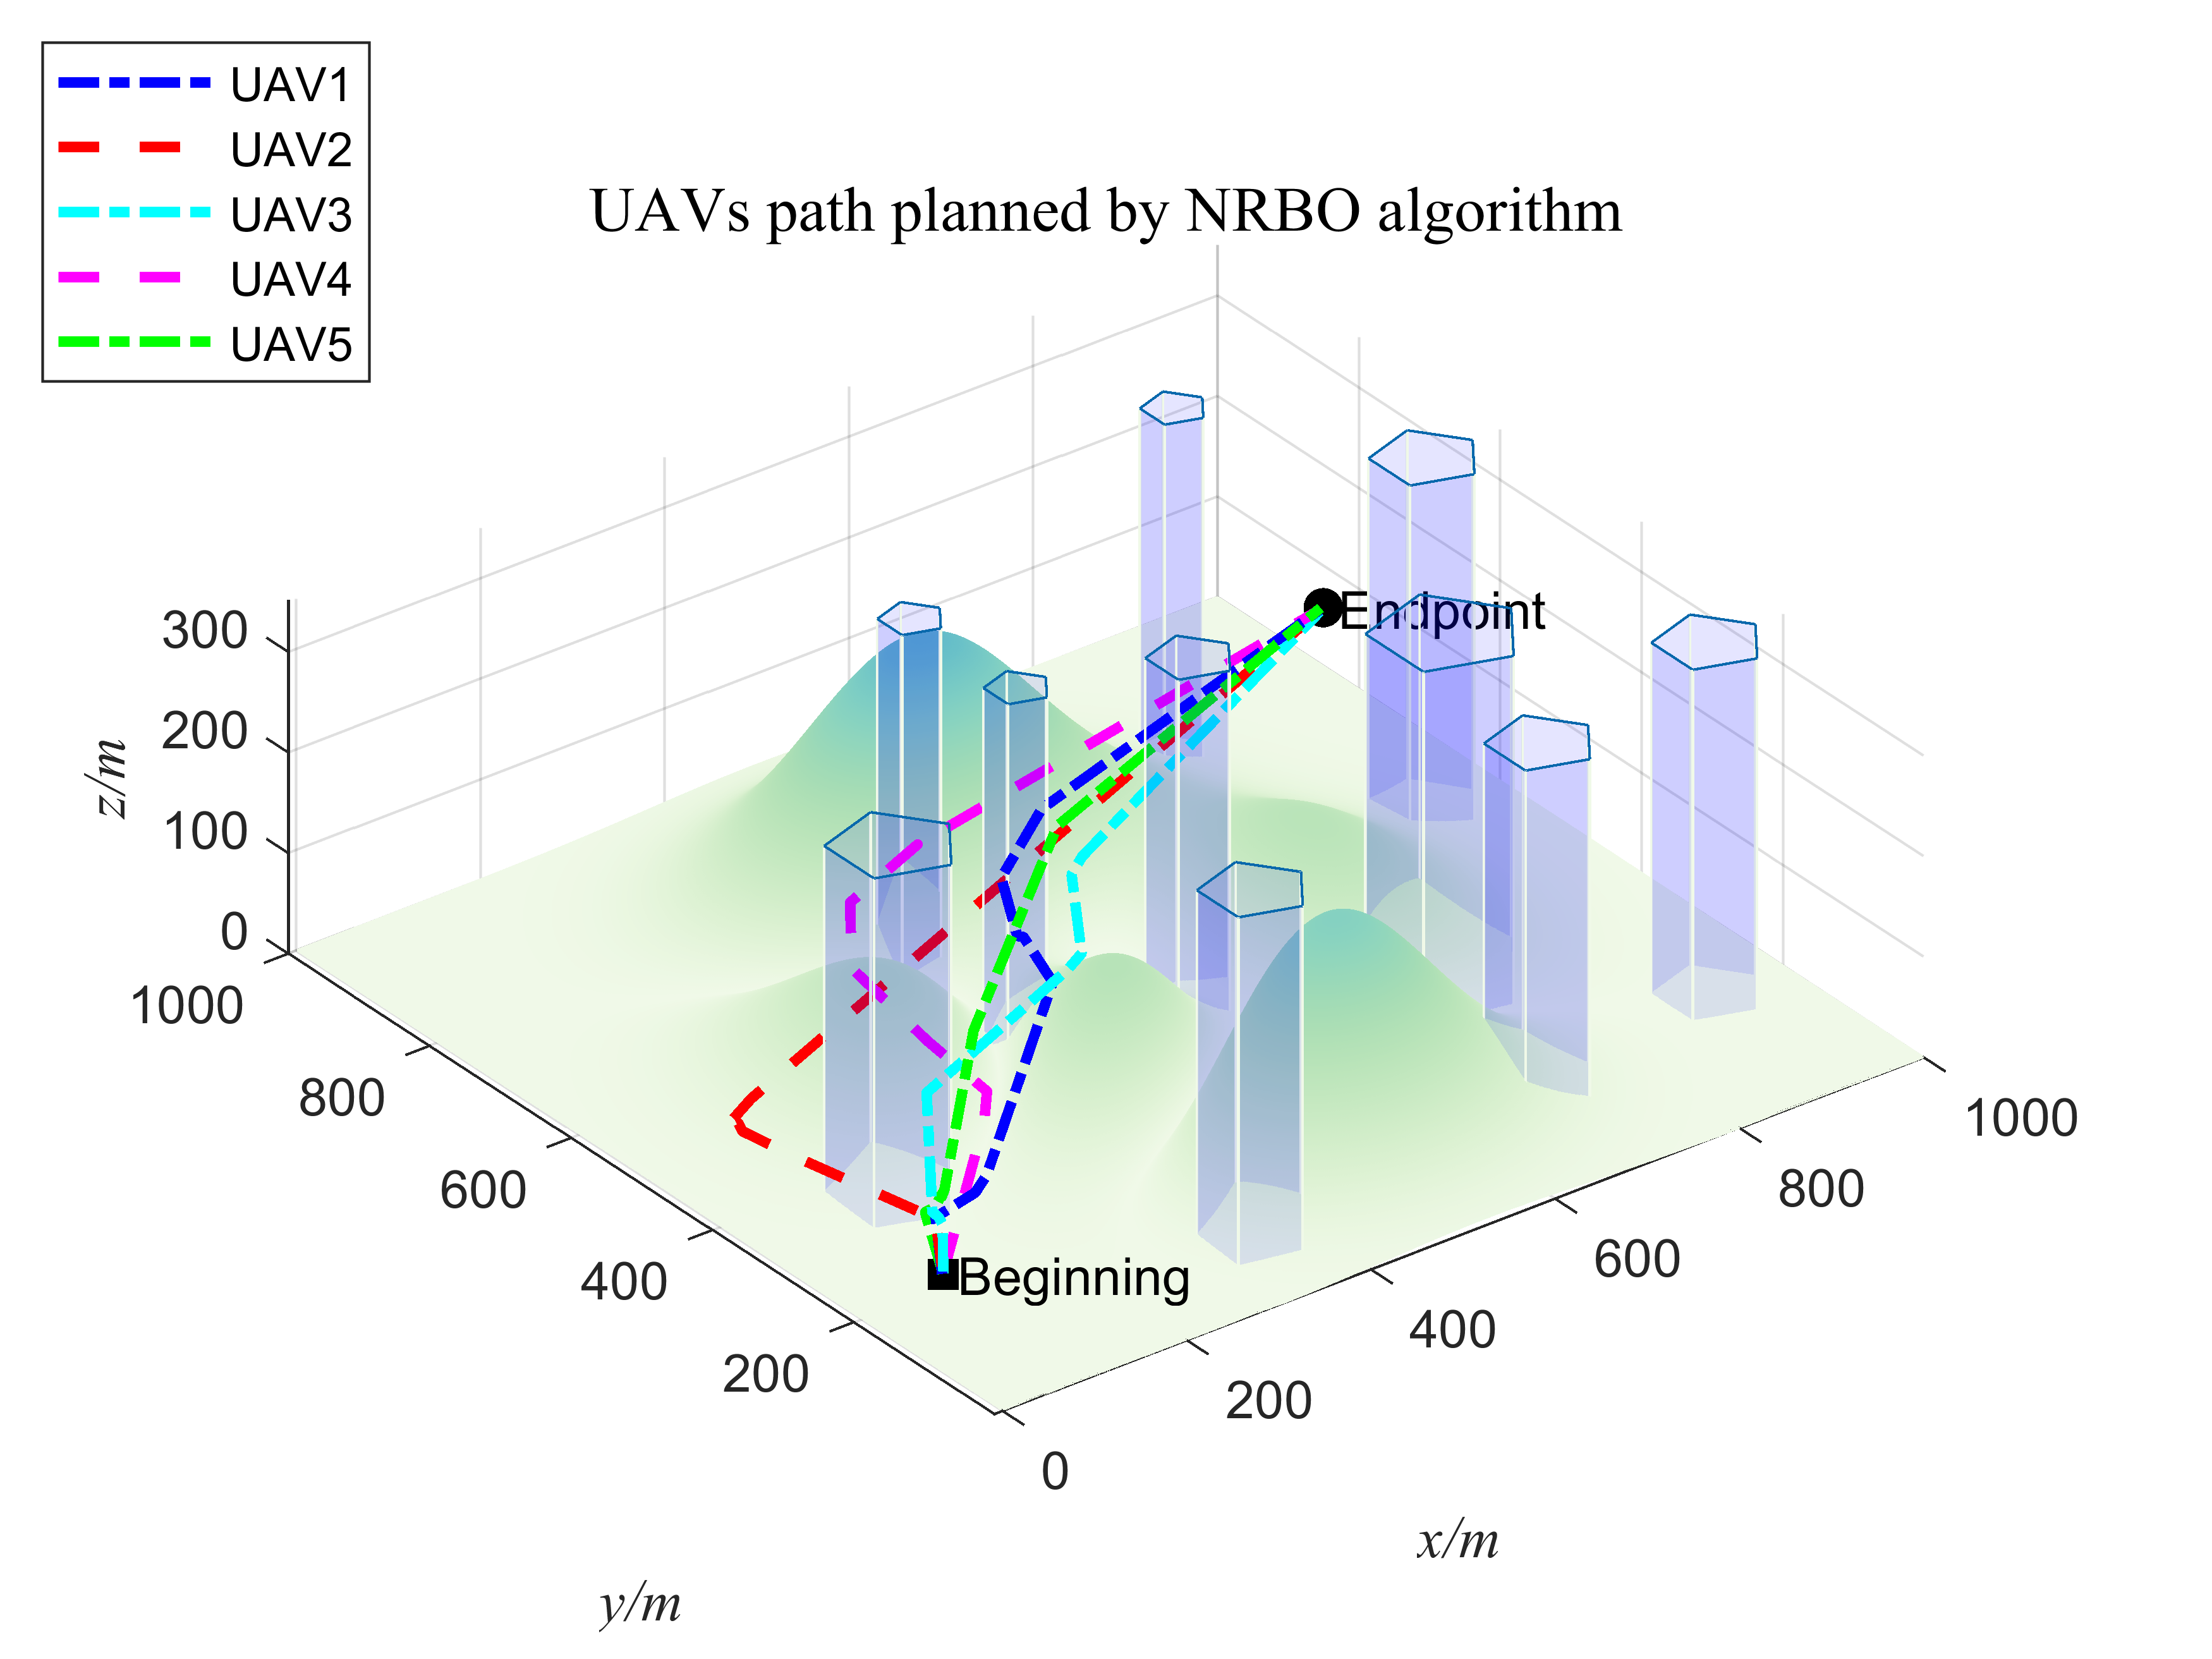 UAV1
UAV2
UAV3
UAV4
UAV5
UAVs path planned by NRBO algorithm
Endpoint
Beginning
300
200
100
0
z/m
1000
800
600
400
200
y/m
0
200
400
600
800
1000
x/m